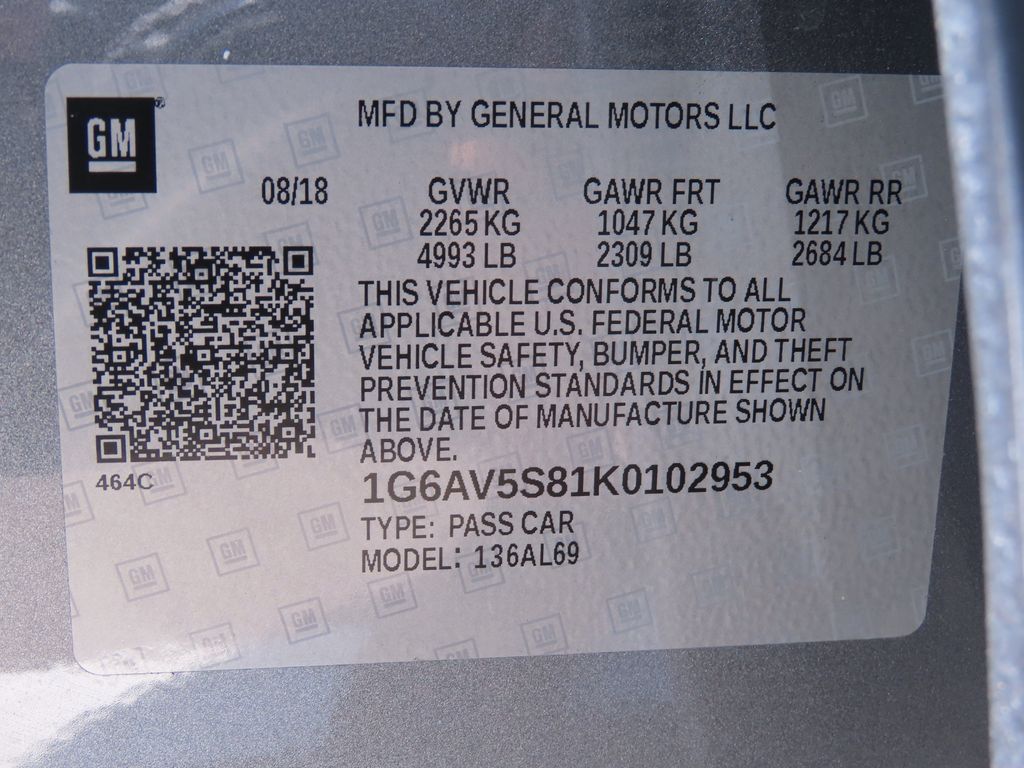 GM
MFD BY GENERAL MOTORS LLC
08/18 GVWR GAWR FRT GAWR RR
2265 KG 1047 KG 1217 KG
4993 LB 2309 LB 2684 LB
THIS VEHICLE CONFORMS TO ALL
APPLICABLE U.S. FEDERAL MOTOR
VEHICLE SAFETY, BUMPER, AND THEFT
PREVENTION STANDARDS IN EFFECT ON
THE DATE OF MANUFACTURE SHOWN
ABOVE.
464C
1G6AV5S81K0102953
TYPE: PASS CAR
MODEL: 136AL69